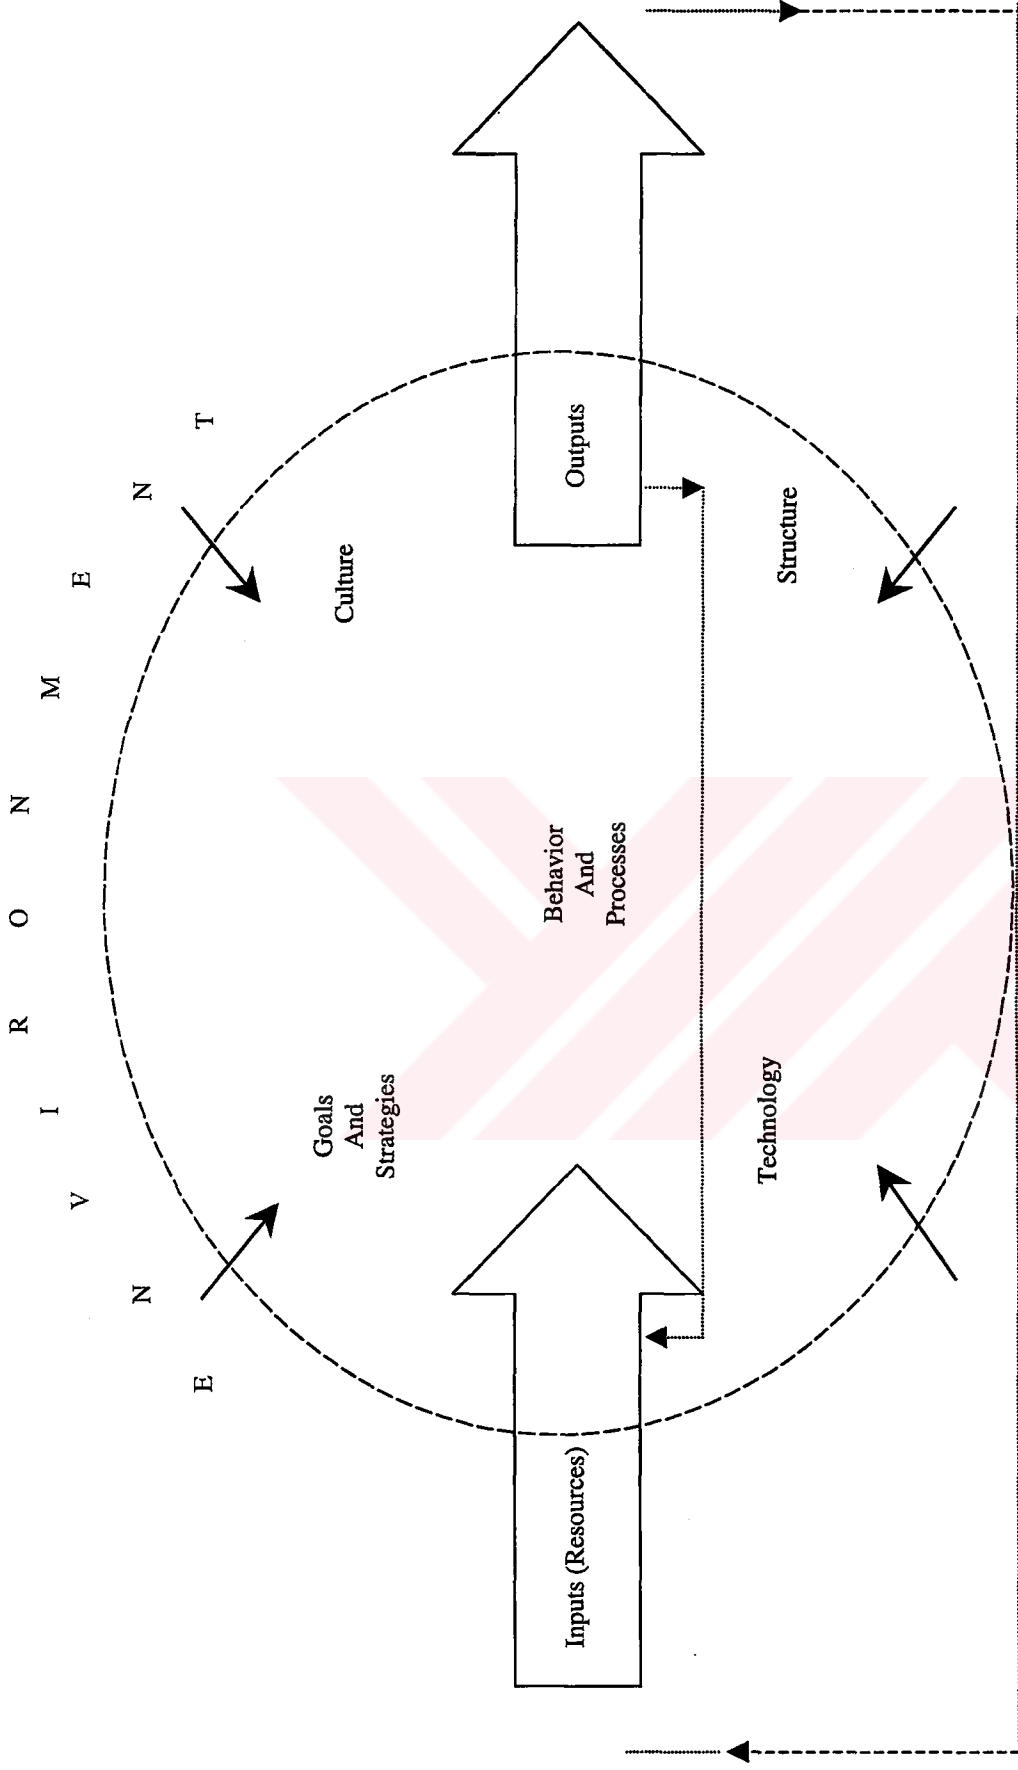 E N V I R O N M E N T
Goals
And
Strategies
Culture
Inputs (Resources)
Behavior
And
Processes
Outputs
Technology
Structure